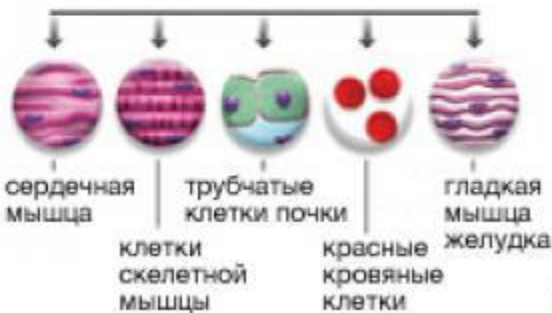 сердечная
мышца
клетки
скелетной
мышцы
трубчатые
клетки почки
красные
кровяные
клетки
гладкая
мышца
желудка